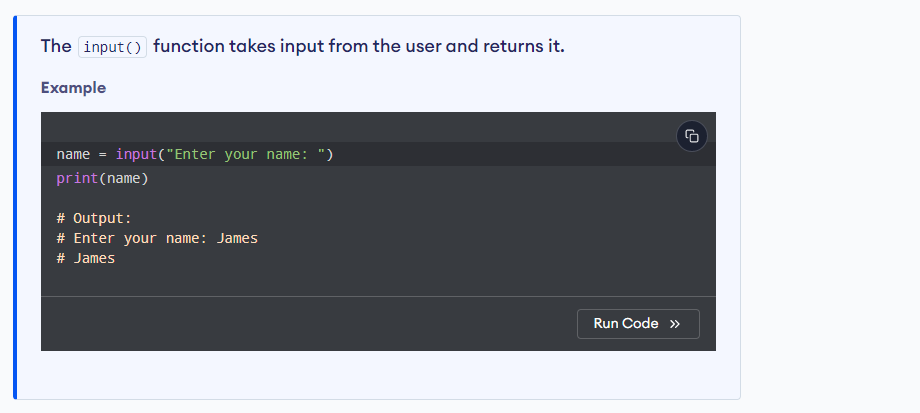 The input() function takes input from the user and returns it.
Example
name = input("Enter your name: ")
print(name)
# Output:
# Enter your name: James
# James
Run Code »